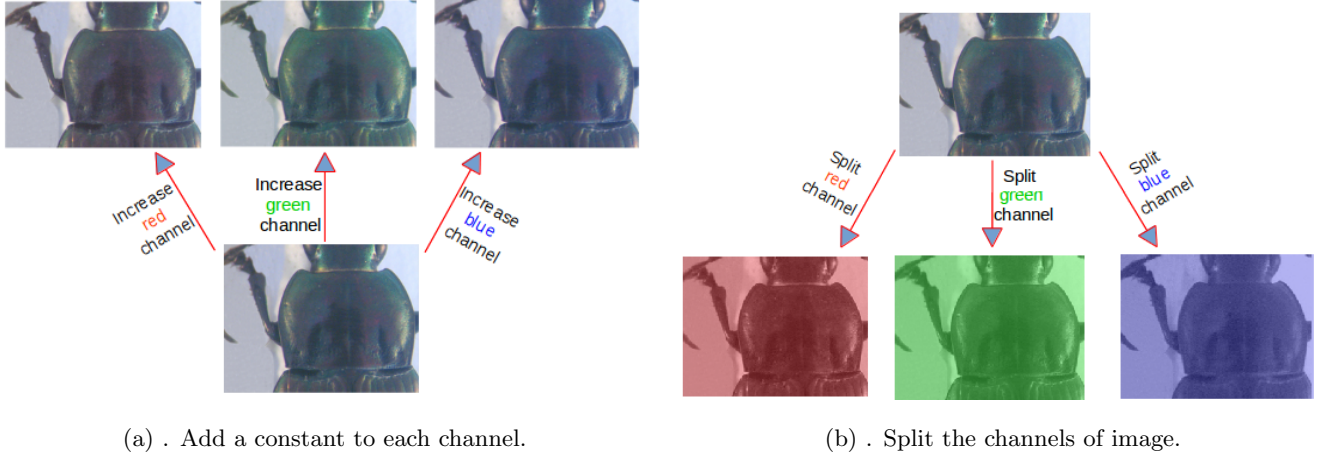 Increase
red
channel
Increase
green
channel
Increase
blue
channel
(a) . Add a constant to each channel.
Split
red
channel
Split
green
channel
Split
blue
channel
(b) . Split the channels of image.